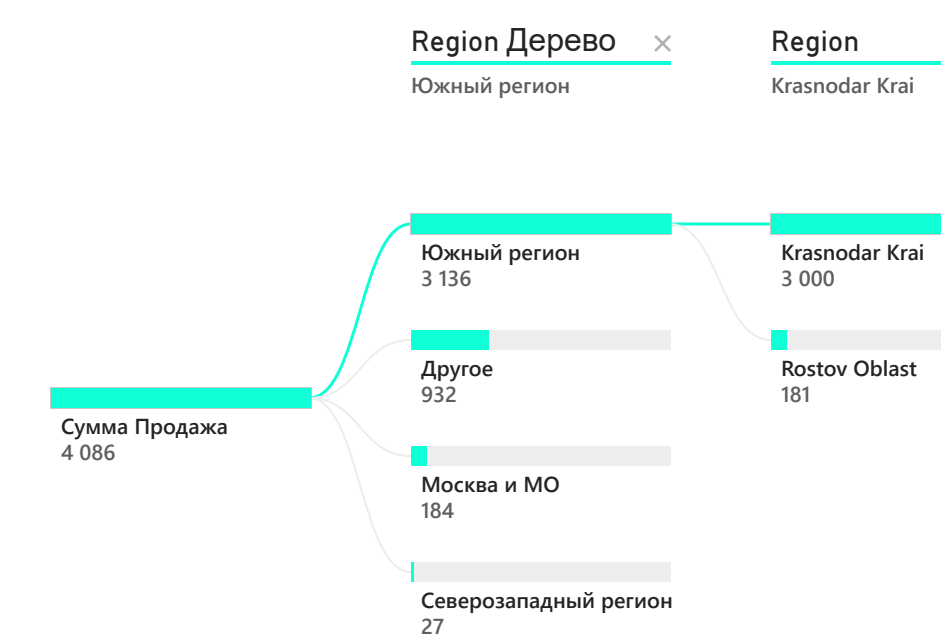 Region Дерево
Region
Южный регион
Krasnodar Krai
Южный регион
3 136
Krasnodar Krai
3 000
Другое
932
Rostov Oblast
181
Сумма Продажа
4 086
Москва и МО
184
Северозападный регион
27